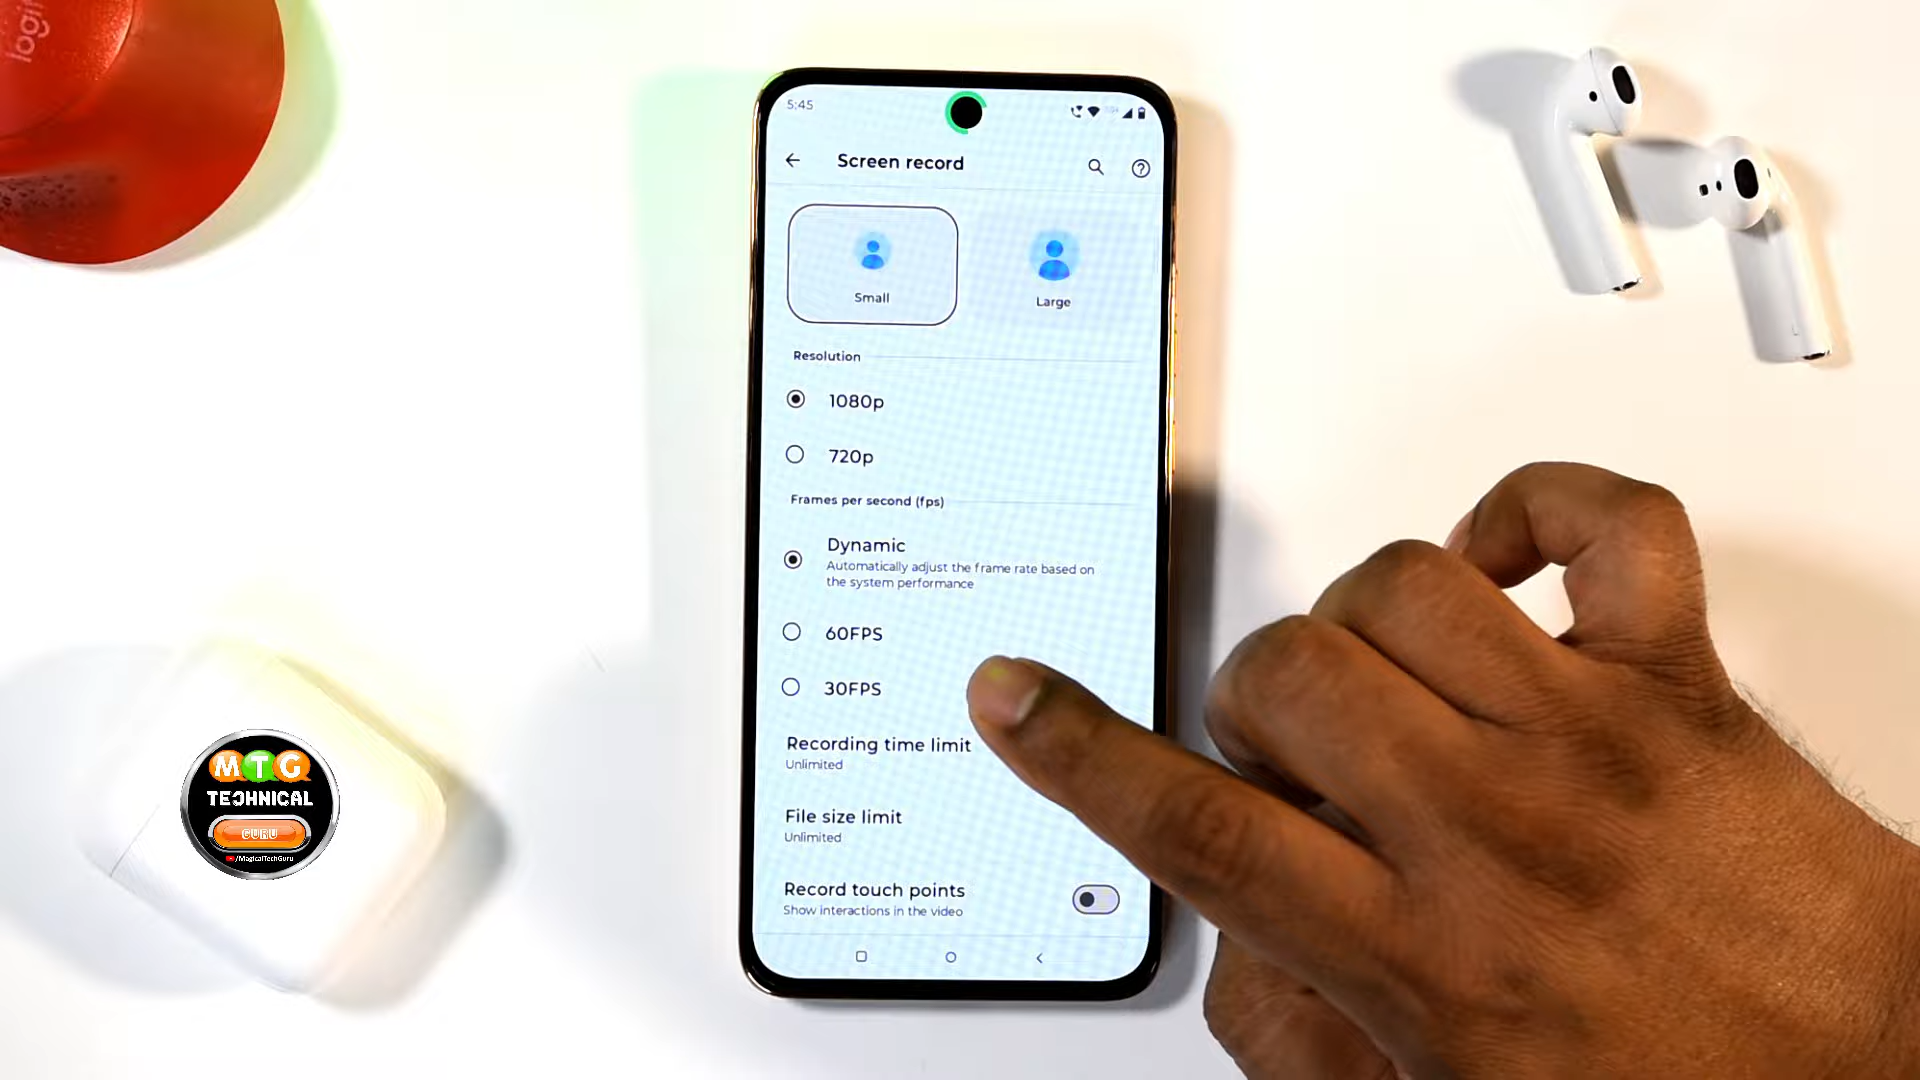 logi
5:45
Screen record
Small
Large
Resolution
1080p
720p
Frames per second (fps)
Dynamic
Automatically adjust the frame rate based on
the system performance
60FPS
30FPS
Recording time limit
Unlimited
File size limit
Unlimited
Record touch points
Show interactions in the video
MTG
TECHNICAL
GURU
/MagicalTechGuru